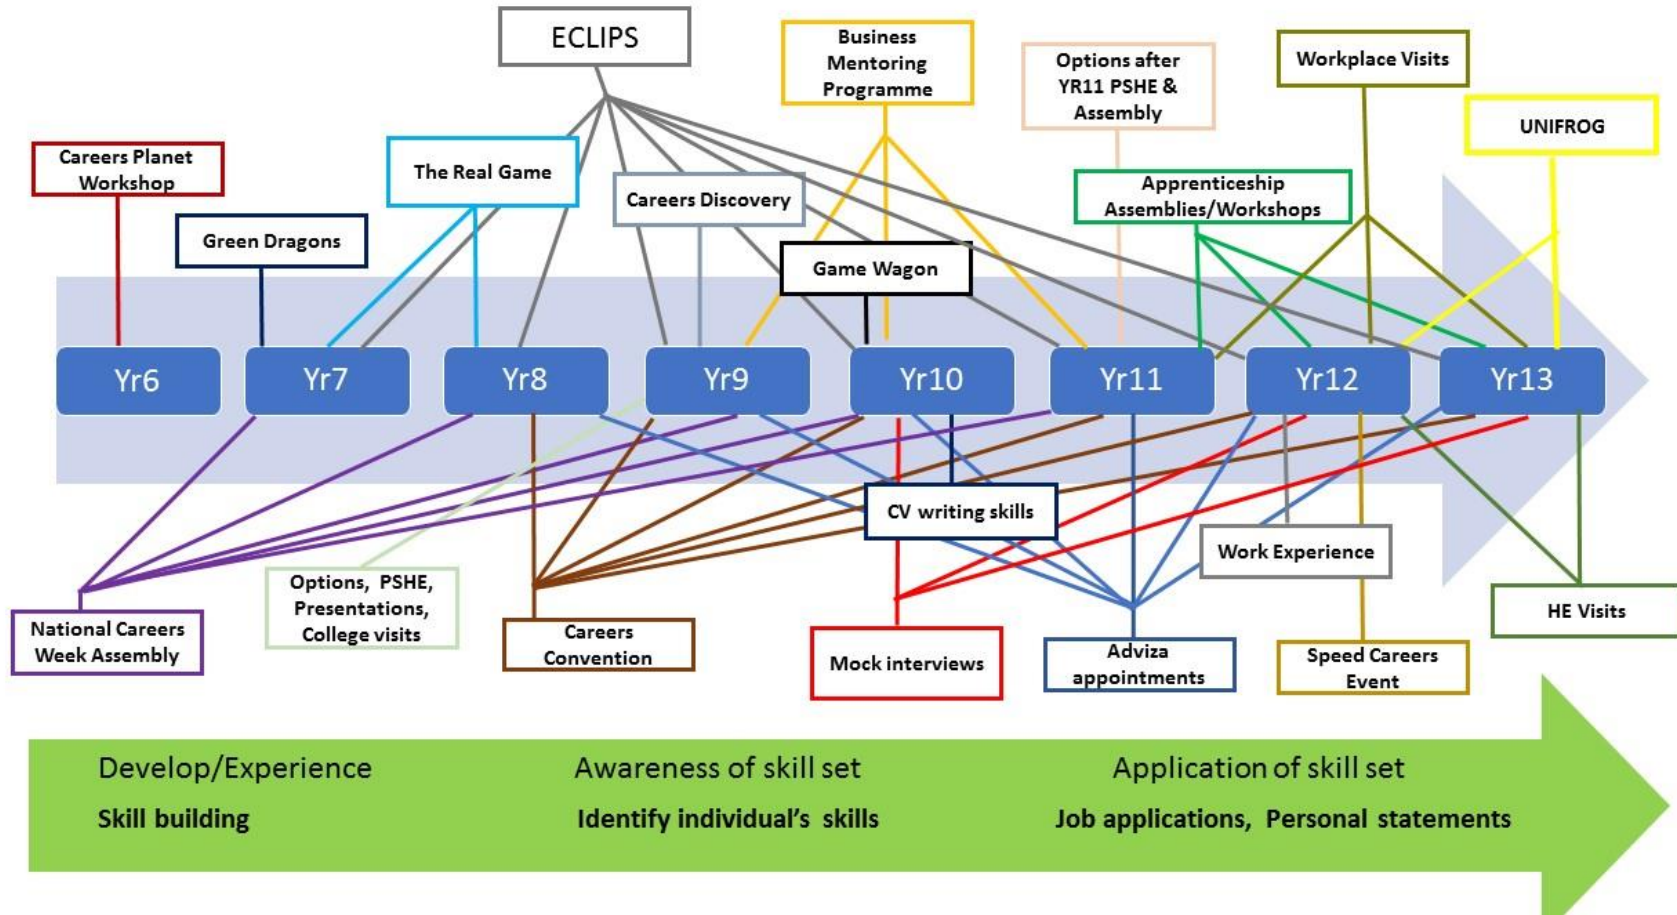 ECLIPS
Business
Mentoring
Programme
Options after
YR11 PSHE &
Assembly
Workplace Visits
UNIFROG
Careers Planet
Workshop
The Real Game
Careers Discovery
Apprenticeship
Assemblies/Workshops
Green Dragons
Game Wagon
Yr6
Yr7
Yr8
Yr9
Yr10
Yr11
Yr12
Yr13
CV writing skills
Work Experience
Options, PSHE,
Presentations,
College visits
HE Visits
National Careers
Week Assembly
Careers
Convention
Mock interviews
Adviza
appointments
Speed Careers
Event
Develop/Experience
Awareness of skill set
Application of skill set
Skill building
Identify individual’s skills
Job applications, Personal statements